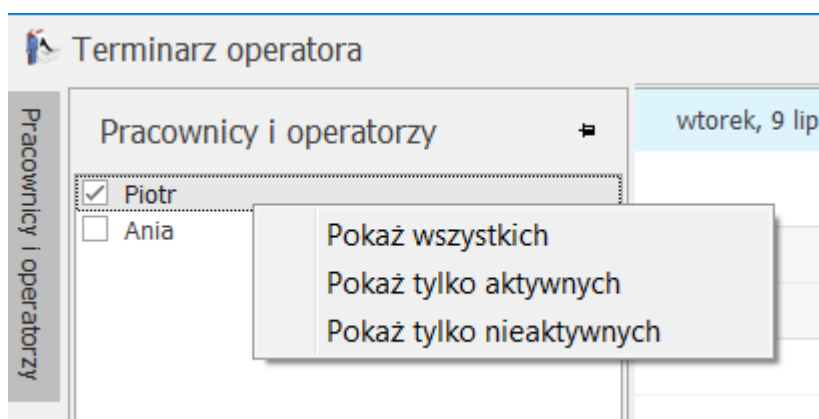 Terminarz operatora
Pracownicy i operatorzy
Pracownicy i operatorzy
wtorek, 9 lip
Piotr
Ania
Pokaż wszystkich
Pokaż tylko aktywnych
Pokaż tylko nieaktywnych